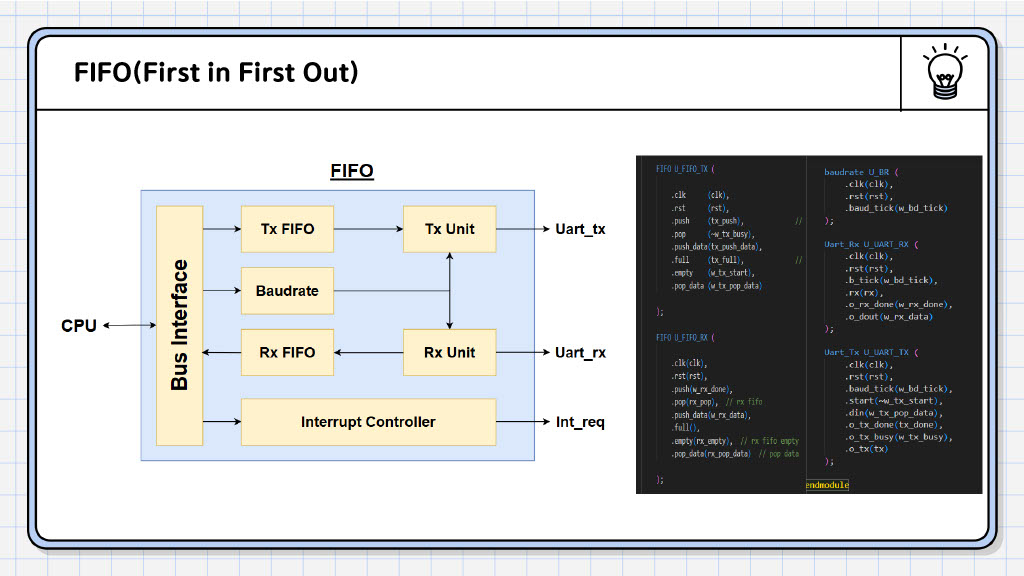 FIFO(First in First Out)
FIFO
Tx FIFO
Tx Unit
Uart_tx
Baudrate
CPU
Bus Interface
Rx FIFO
Rx Unit
Uart_rx
Interrupt Controller
Int_req
FIFO U_FIFO_TX (
.clk (clk),
.rst (rst),
.push (tx_push), //
.pop (~w_tx_busy),
.push_data(tx_push_data),
.full (tx_full), //
.empty (w_tx_start),
.pop_data (w_tx_pop_data)
);
FIFO U_FIFO_RX (
.clk(clk),
.rst(rst),
.push(w_rx_done),
.pop(rx_pop), // rx fifo
.push_data(w_rx_data),
.full(),
.empty(rx_empty), // rx fifo empty
.pop_data(rx_pop_data) // pop data
);
baudrate U_BR (
.clk(clk),
.rst(rst),
.baud_tick(w_bd_tick)
);
Uart_Rx U_UART_RX (
.clk(clk),
.rst(rst),
.b_tick(w_bd_tick),
.rx(rx),
.o_rx_done(w_rx_done),
.o_dout(w_rx_data)
);
Uart_Tx U_UART_TX (
.clk(clk),
.rst(rst),
.baud_tick(w_bd_tick),
.start(~w_tx_start),
.din(w_tx_pop_data),
.o_tx_done(tx_done),
.o_tx_busy(w_tx_busy),
.o_tx(tx)
);
endmodule